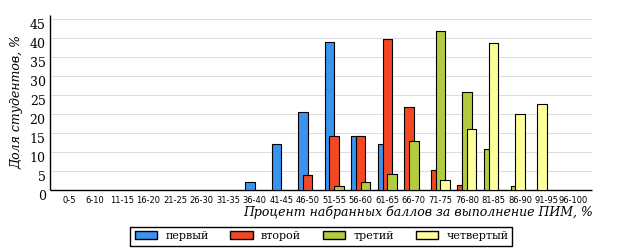 45
40
35
30
25
20
15
10
5
0
Доля студентов, %
0-5 6-10 11-15 16-20 21-25 26-30 31-35 36-40 41-45 46-50 51-55 56-60 61-65 66-70 71-75 76-80 81-85 86-90 91-95 96-100
Процент набранных баллов за выполнение ПИМ, %
первый второй третий четвертый